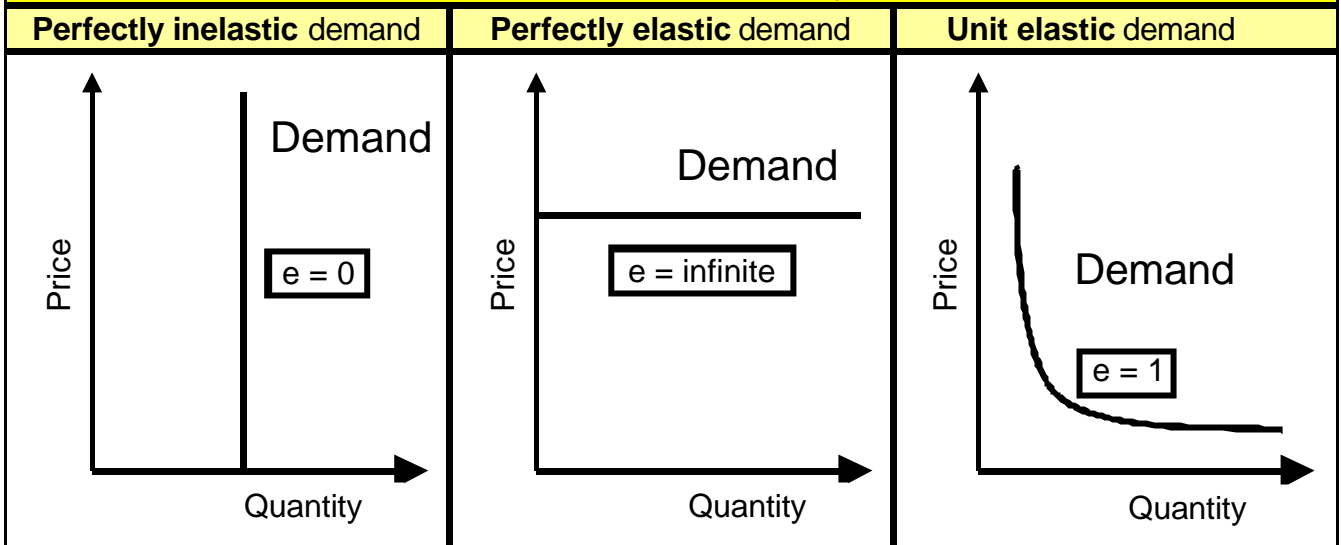 Perfectly inelastic demand
Perfectly elastic demand
Unit elastic demand
Demand
e = 0
Price
Quantity
Demand
e = infinite
Price
Quantity
Demand
e = 1
Price
Quantity